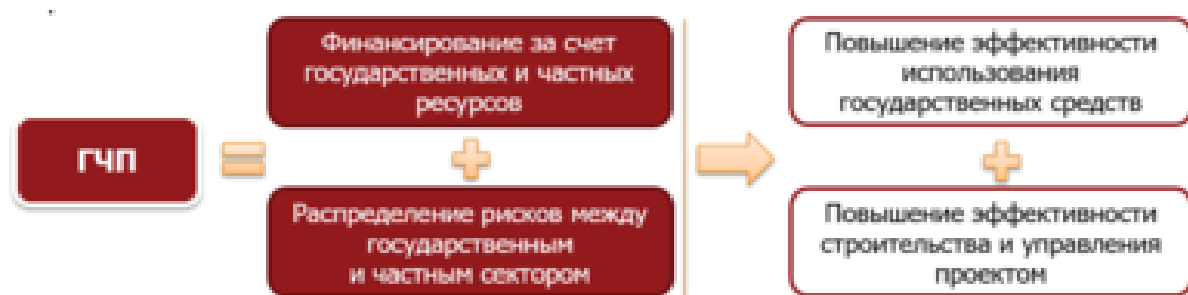 ГЧП
Финансирование за счет
государственных и частных
ресурсов
Распределение рисков между
государственным
и частным сектором
Повышение эффективности
использования
государственных средств
Повышение эффективности
строительства и управления
проектом